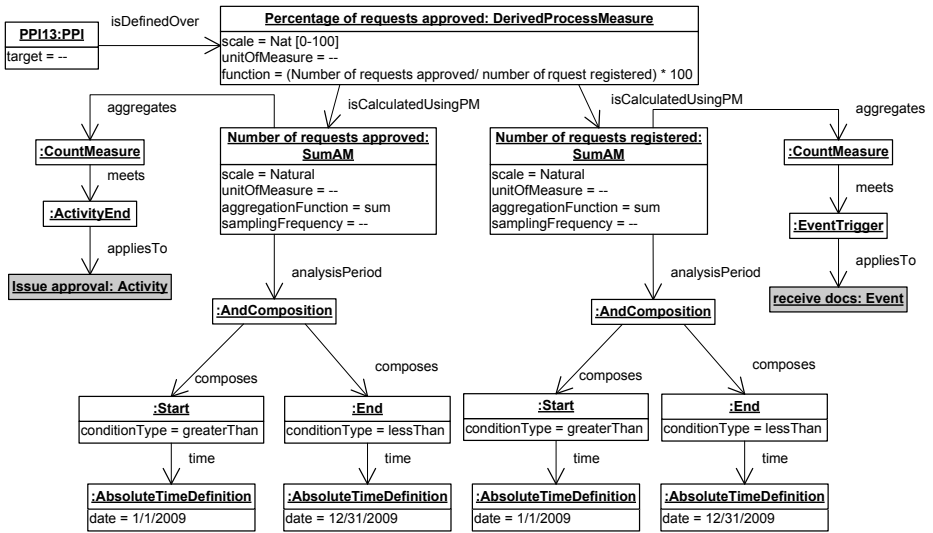 Percentage of requests approved: DerivedProcessMeasure
isDefinedOver
PPI13:PPI
target = --
scale = Nat [0-100]
unitOfMeasure = --
function = (Number of requests approved/ number of rquest registered) * 100
aggregates
isCalculatedUsingPM
isCalculatedUsingPM
aggregates
:CountMeasure
Number of requests approved:
SumAM
Number of requests registered:
SumAM
:CountMeasure
scale = Natural
unitOfMeasure = --
aggregationFunction = sum
samplingFrequency = --
scale = Natural
unitOfMeasure = --
aggregationFunction = sum
samplingFrequency = --
meets
meets
:ActivityEnd
:EventTrigger
appliesTo
appliesTo
Issue approval: Activity
receive docs: Event
analysisPeriod
analysisPeriod
:AndComposition
:AndComposition
composes
composes
composes
composes
:Start
conditionType = greaterThan
:End
conditionType = lessThan
:Start
conditionType = greaterThan
:End
conditionType = lessThan
time
time
time
time
:AbsoluteTimeDefinition
date = 1/1/2009
:AbsoluteTimeDefinition
date = 12/31/2009
:AbsoluteTimeDefinition
date = 1/1/2009
:AbsoluteTimeDefinition
date = 12/31/2009